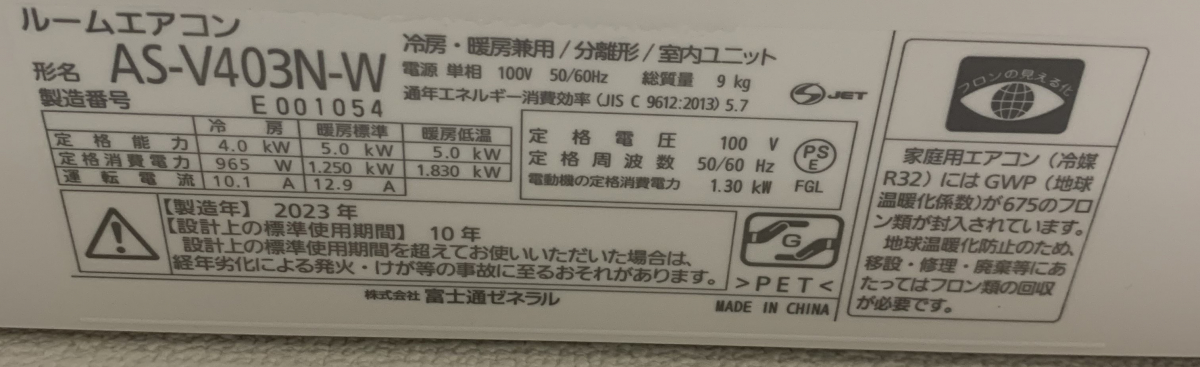 ルームエアコン
形名 AS-V403N-W
製造番号 E 001054
冷房・暖房兼用/分離形/室内ユニット
電源 単相 100V 50/60Hz 総質量 9 kg
通年エネルギー消費効率(JIS C 9612:2013) 5.7
JET
冷房 暖房標準 暖房低温
定格能力 4.0 kW 5.0 kW 5.0 kW
定格消費電力 965 W 1.250 kW 1.830 kW
運転電流 10.1 A 12.9 A
定格電圧 100 V
定格周波数 50/60 Hz
電動機の定格消費電力 1.30 kW
PS
E
FGL
【製造年】 2023 年
【設計上の標準使用期間】 10 年
設計上の標準使用期間を超えてお使いいただいた場合は、
経年劣化による発火・けが等の事故に至るおそれがあります。
G
>PET<
株式会社 富士通ゼネラル
MADE IN CHINA
フロンの見える化
家庭用エアコン(冷媒
R32)にはGWP(地球
温暖化係数)が675のフロ
ン類が封入されています。
地球温暖化防止のため、
移設・修理・廃棄等にあ
たってはフロン類の回収
が必要です。